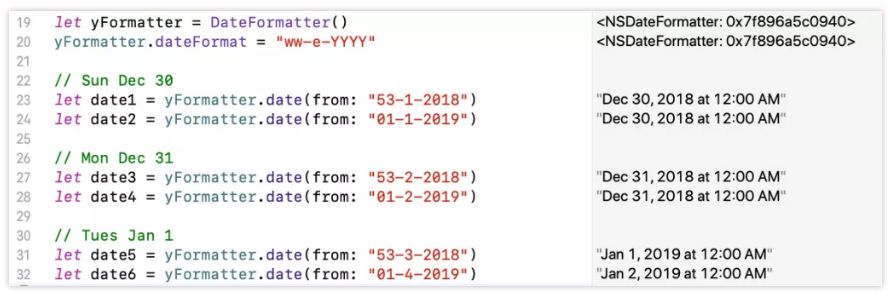 19 let yFormatter = DateFormatter() <NSDateFormatter: 0x7f896a5c0940>
20 yFormatter.dateFormat = "ww-e-YYYY" <NSDateFormatter: 0x7f896a5c0940>
21
22 // Sun Dec 30
23 let date1 = yFormatter.date(from: "53-1-2018") "Dec 30, 2018 at 12:00 AM"
24 let date2 = yFormatter.date(from: "01-1-2019") "Dec 30, 2018 at 12:00 AM"
25
26 // Mon Dec 31
27 let date3 = yFormatter.date(from: "53-2-2018") "Dec 31, 2018 at 12:00 AM"
28 let date4 = yFormatter.date(from: "01-2-2019") "Dec 31, 2018 at 12:00 AM"
29
30 // Tues Jan 1
31 let date5 = yFormatter.date(from: "53-3-2018") "Jan 1, 2019 at 12:00 AM"
32 let date6 = yFormatter.date(from: "01-4-2019") "Jan 2, 2019 at 12:00 AM"